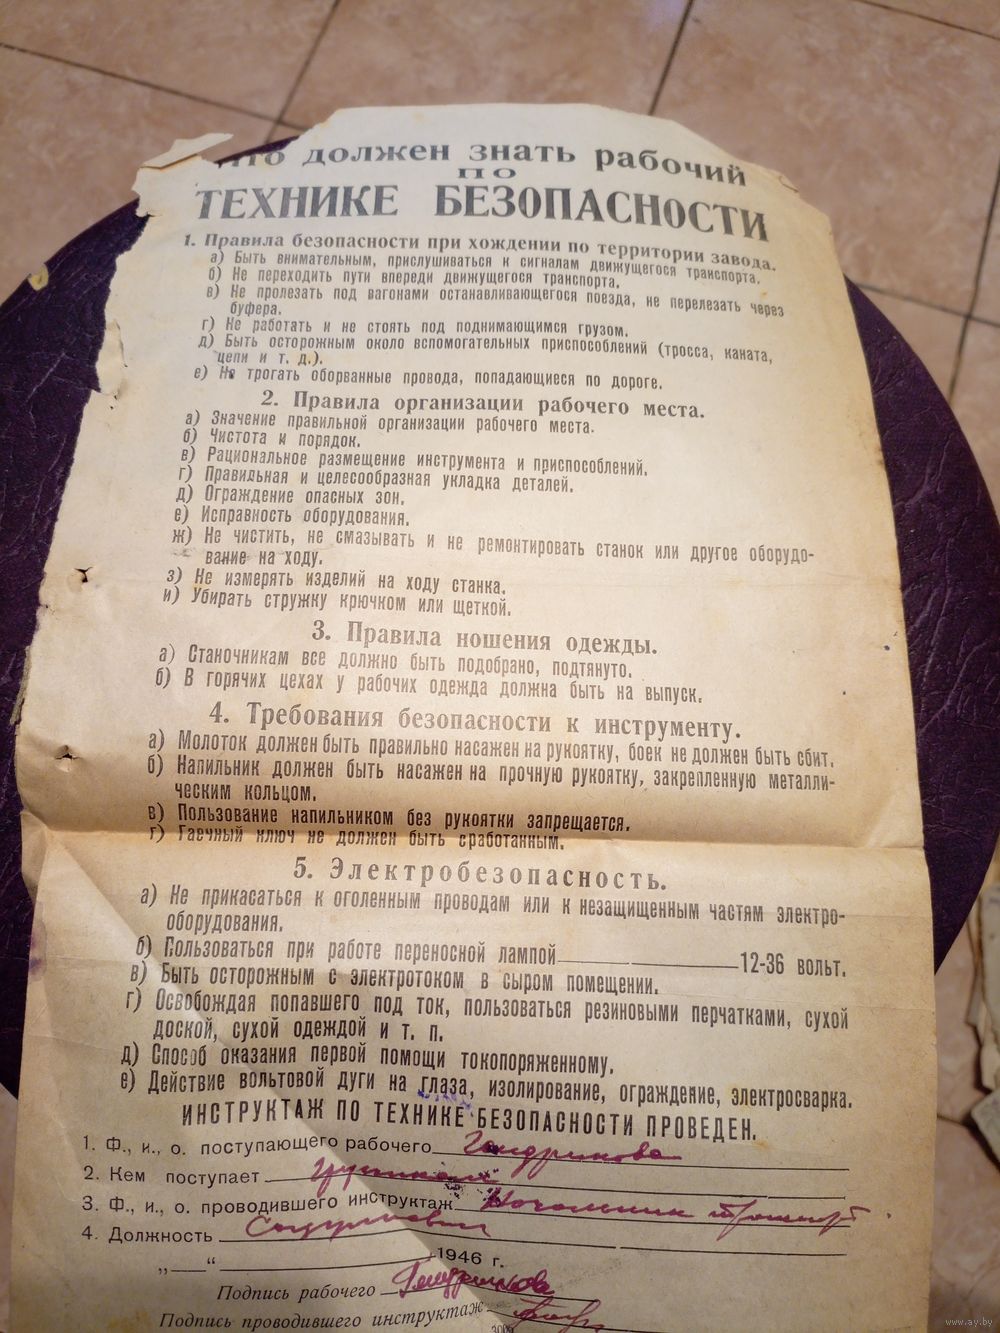 что должен знать рабочий
по
ТЕХНИКЕ БЕЗОПАСНОСТИ
1. Правила безопасности при хождении по территории завода.
а) Быть внимательным, прислушиваться к сигналам движущегося транспорта.
б) Не переходить пути впереди движущегося транспорта.
в) Не пролезать под вагонами останавливающегося поезда, не перелезать через
буфера.
г) Не работать и не стоять под поднимающимся грузом.
д) Быть осторожным около вспомогательных приспособлений (тросса, каната,
цепи и т. д.).
е) Не трогать оборванные провода, попадающиеся по дороге.
2. Правила организации рабочего места.
а) Значение правильной организации рабочего места.
б) Чистота и порядок.
в) Рациональное размещение инструмента и приспособлений.
г) Правильная и целесообразная укладка деталей.
д) Ограждение опасных зон.
е) Исправность оборудования.
ж) Не чистить, не смазывать и не ремонтировать станок или другое оборудо-
вание на ходу.
з) Не измерять изделий на ходу станка.
и) Убирать стружку крючком или щеткой.
3. Правила ношения одежды.
а) Станочникам все должно быть подобрано, подтянуто.
б) В горячих цехах у рабочих одежда должна быть на выпуск.
4. Требования безопасности к инструменту.
а) Молоток должен быть правильно насажен на рукоятку, боек не должен быть сбит.
б) Напильник должен быть насажен на прочную рукоятку, закрепленную металли-
ческим кольцом.
в) Пользование напильником без рукоятки запрещается.
г) Гаечный ключ не должен быть сработанным.
5. Электробезопасность.
а) Не прикасаться к оголенным проводам или к незащищенным частям электро-
оборудования.
б) Пользоваться при работе переносной лампой 12-36 вольт.
в) Быть осторожным с электротоком в сыром помещении.
г) Освобождая попавшего под ток, пользоваться резиновыми перчатками, сухой
доской, сухой одеждой и т. п.
д) Способ оказания первой помощи токопоряженному.
е) Действие вольтовой дуги на глаза, изолирование, ограждение, электросварка.
ИНСТРУКТАЖ ПО ТЕХНИКЕ БЕЗОПАСНОСТИ ПРОВЕДЕН.
1. Ф., и., о. поступающего рабочего
2. Кем поступает
3. Ф., и., о. проводившего инструктаж
4. Должность
„ “ 1946 г.
Подпись рабочего
Подпись проводившего инструктаж
www.ay.by